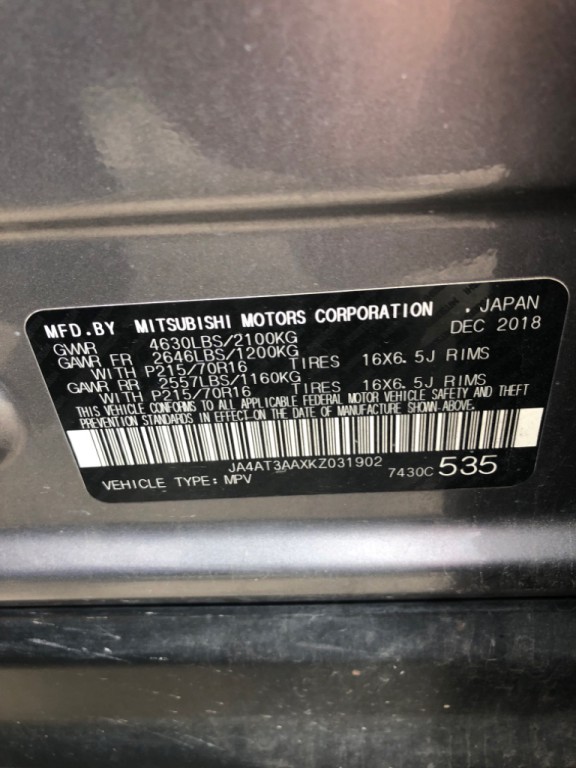 MFD.BY MITSUBISHI MOTORS CORPORATION . JAPAN
GVWR 4630LBS/2100KG DEC 2018
GAWR FR 2646LBS/1200KG
WITH P215/70R16 TIRES 16X6.5J RIMS
GAWR RR 2557LBS/1160KG
WITH P215/70R16 TIRES 16X6.5J RIMS
THIS VEHICLE CONFORMS TO ALL APPLICABLE FEDERAL MOTOR VEHICLE SAFETY AND THEFT
PREVENTION STANDARDS IN EFFECT ON THE DATE OF MANUFACTURE SHOWN ABOVE.
JA4AT3AAXKZ031902
VEHICLE TYPE: MPV 7430C 535